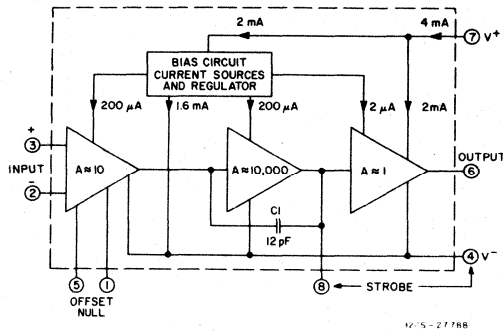 2 mA
4 mA
7 V+
BIAS CIRCUIT
CURRENT SOURCES
AND REGULATOR
200 μA
1.6 mA
200 μA
2 μA
2mA
+
3
INPUT
-
2
A≈10
A≈10,000
A≈1
OUTPUT
6
C1
12 pF
4 V-
5
1
OFFSET
NULL
8
STROBE
92CS-27788